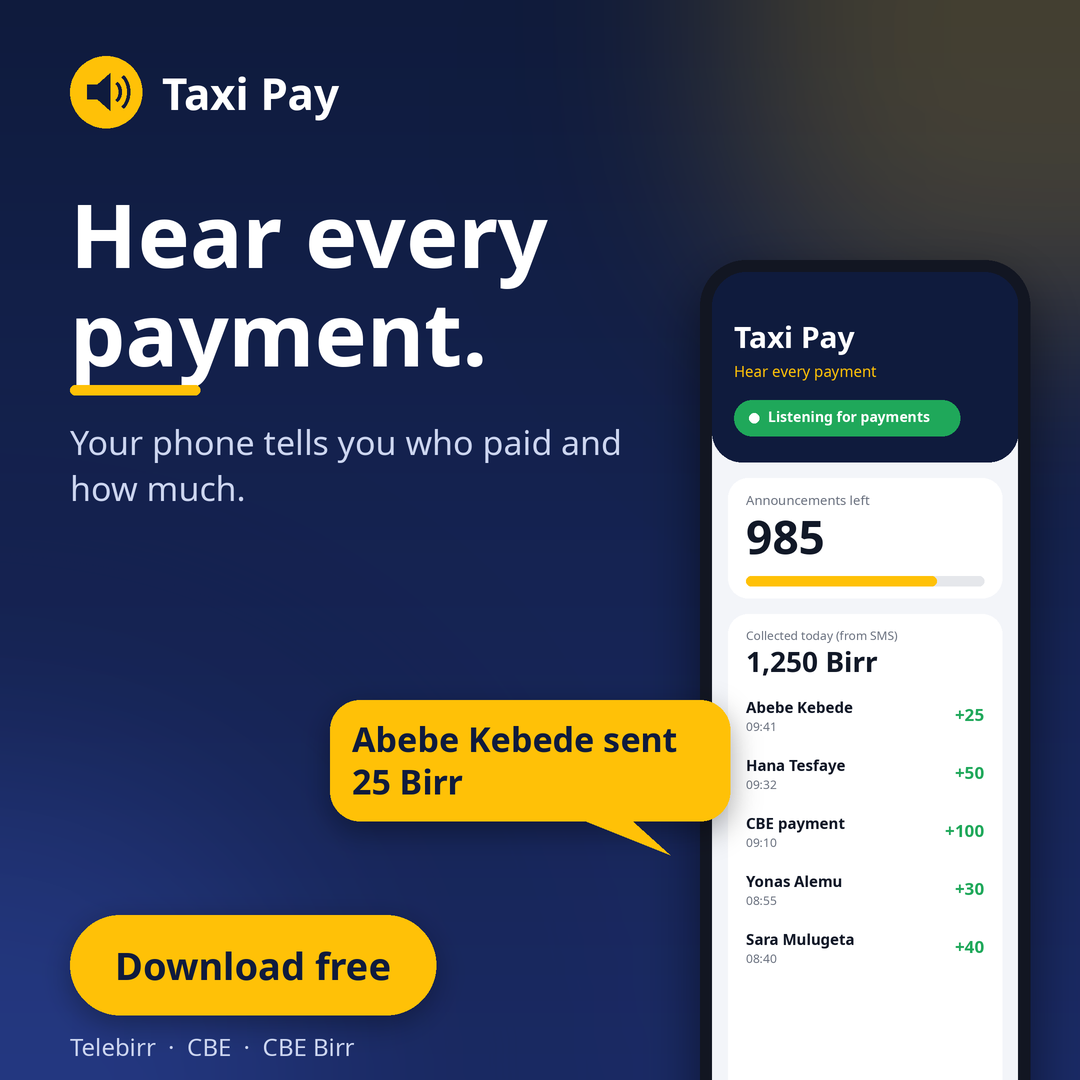 Taxi Pay
Hear every
payment.
Your phone tells you who paid and
how much.
Taxi Pay
Hear every payment
Listening for payments
Announcements left
985
Collected today (from SMS)
1,250 Birr
Abebe Kebede sent
25 Birr
Abebe Kebede
09:41
+25
Hana Tesfaye
09:32
+50
CBE payment
09:10
+100
Yonas Alemu
08:55
+30
Sara Mulugeta
08:40
+40
Download free
Telebirr · CBE · CBE Birr